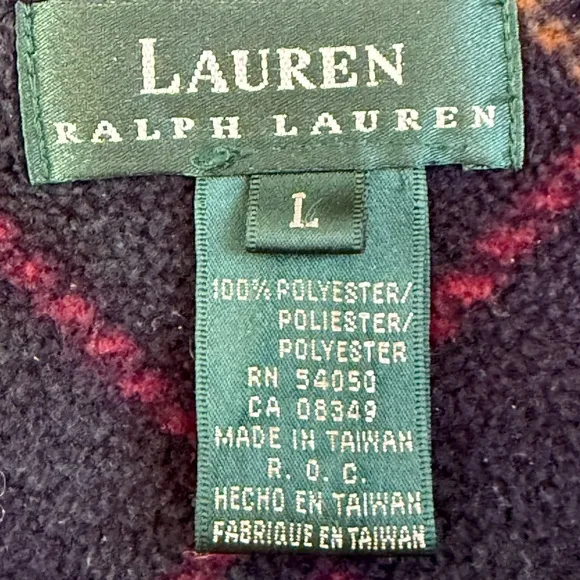 LAUREN
RALPH LAUREN
L
100% POLYESTER/
POLIESTER/
POLYESTER
RN 54050
CA 08349
MADE IN TAIWAN
R. O. C.
HECHO EN TAIWAN
FABRIQUE EN TAIWAN